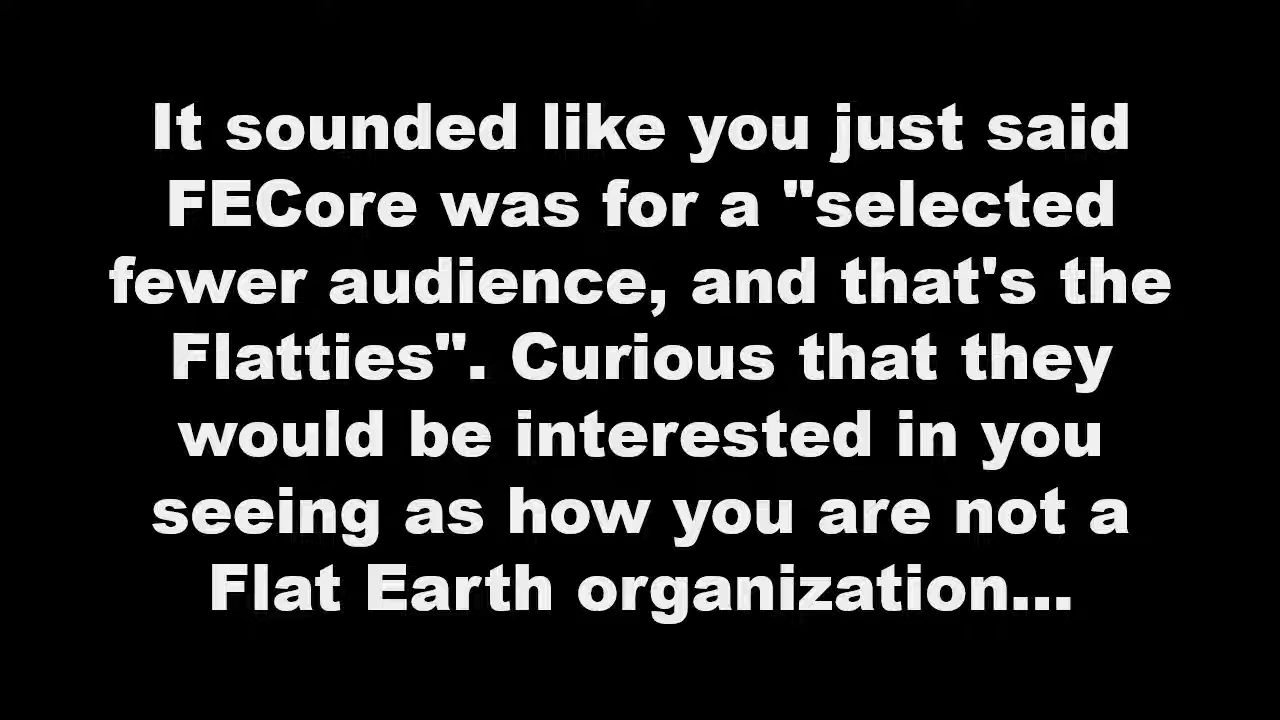 It sounded like you just said
FECore was for a "selected
fewer audience, and that's the
Flatties". Curious that they
would be interested in you
seeing as how you are not a
Flat Earth organization...